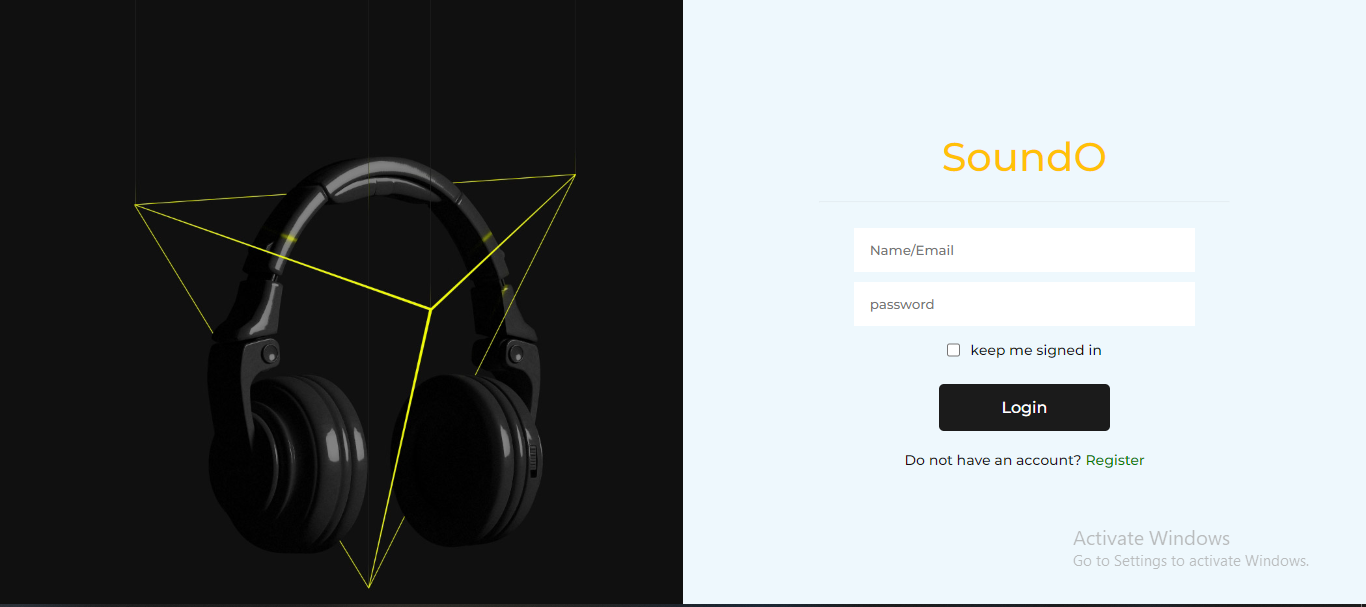 SoundO
Name/Email
password
keep me signed in
Login
Do not have an account? Register
Activate Windows
Go to Settings to activate Windows.